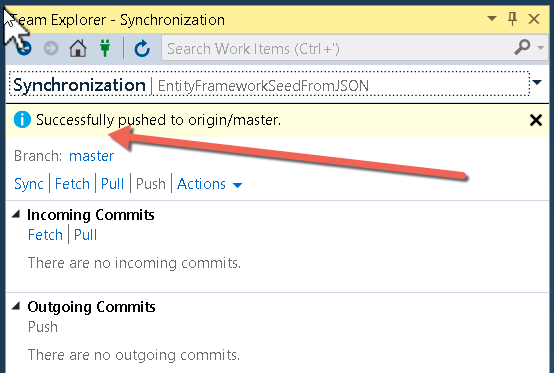 Team Explorer - Synchronization
Search Work Items (Ctrl+')
Synchronization | EntityFrameworkSeedFromJSON
Successfully pushed to origin/master.
Branch: master
Sync | Fetch | Pull | Push | Actions
Incoming Commits
Fetch | Pull
There are no incoming commits.
Outgoing Commits
Push
There are no outgoing commits.